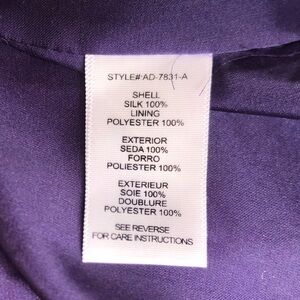 STYLE# AD-7831-A
SHELL
SILK 100%
LINING
POLYESTER 100%
EXTERIOR
SEDA 100%
FORRO
POLIESTER 100%
EXTERIEUR
SOIE 100%
DOUBLURE
POLYESTER 100%
SEE REVERSE
FOR CARE INSTRUCTIONS